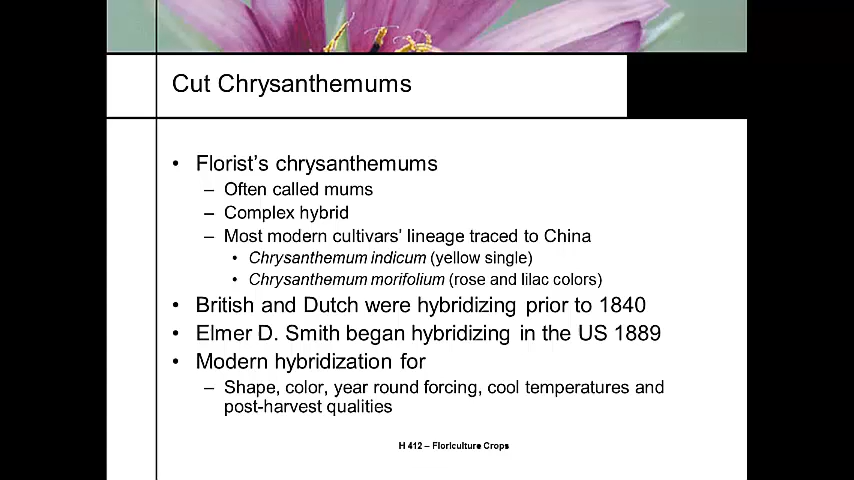 Cut Chrysanthemums
• Florist's chrysanthemums
– Often called mums
– Complex hybrid
– Most modern cultivars' lineage traced to China
• Chrysanthemum indicum (yellow single)
• Chrysanthemum morifolium (rose and lilac colors)
• British and Dutch were hybridizing prior to 1840
• Elmer D. Smith began hybridizing in the US 1889
• Modern hybridization for
– Shape, color, year round forcing, cool temperatures and
post-harvest qualities
H 412 – Floriculture Crops